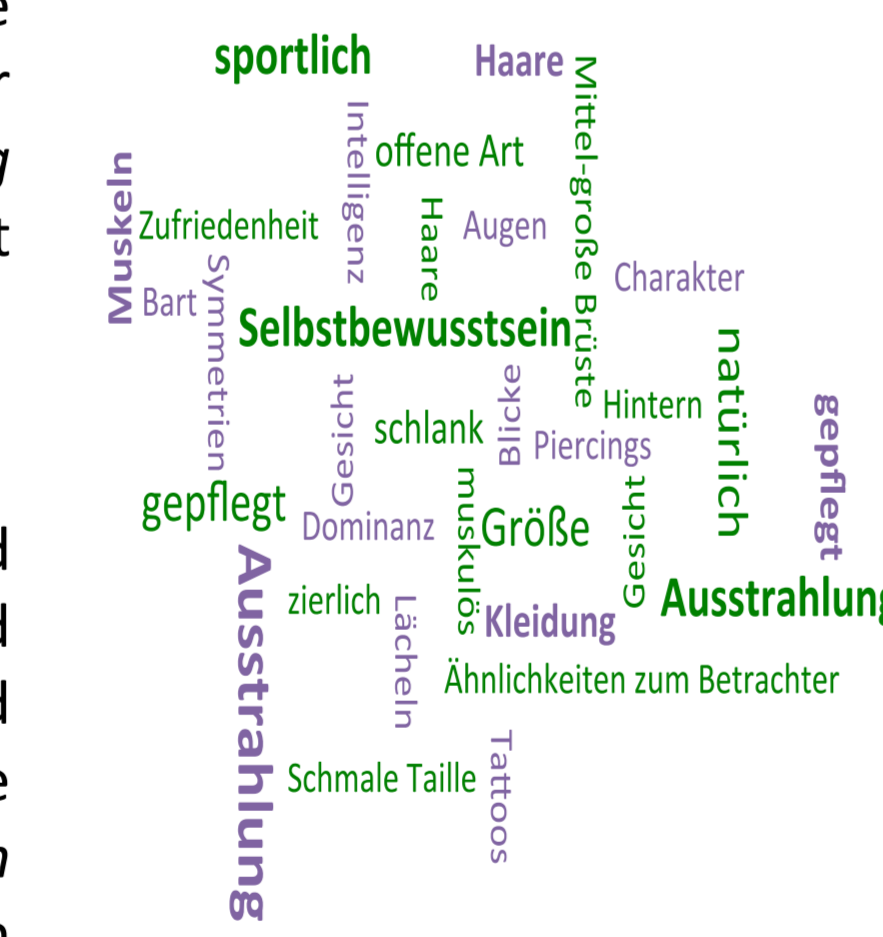 sportlich
Haare
Mittel-große Brüste
Intelligenz
offene Art
Muskeln
Zufriedenheit
Haare
Augen
Symmetrien
Charakter
Bart
Selbstbewusstsein
natürlich
Gesicht
schlank
Blicke
Hintern
gepflegt
Piercings
muskulös
Gesicht
gepflegt
Dominanz
Größe
Ausstrahlung
zierlich
Lächeln
Kleidung
Ausstrahlung
Ähnlichkeiten zum Betrachter
Tattoos
Schmale Taille